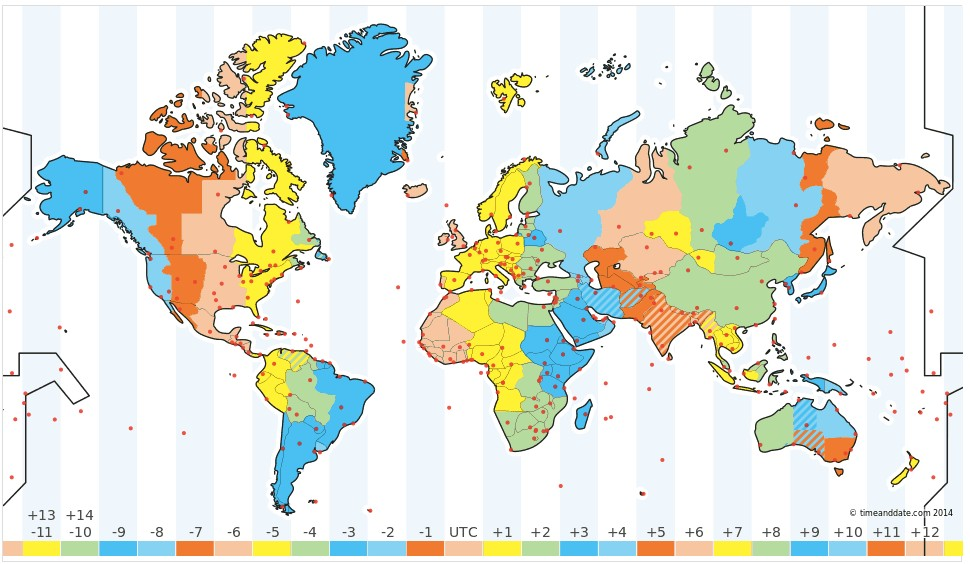 © timeanddate.com 2014
+13 +14
-11 -10 -9 -8 -7 -6 -5 -4 -3 -2 -1 UTC +1 +2 +3 +4 +5 +6 +7 +8 +9 +10 +11 +12